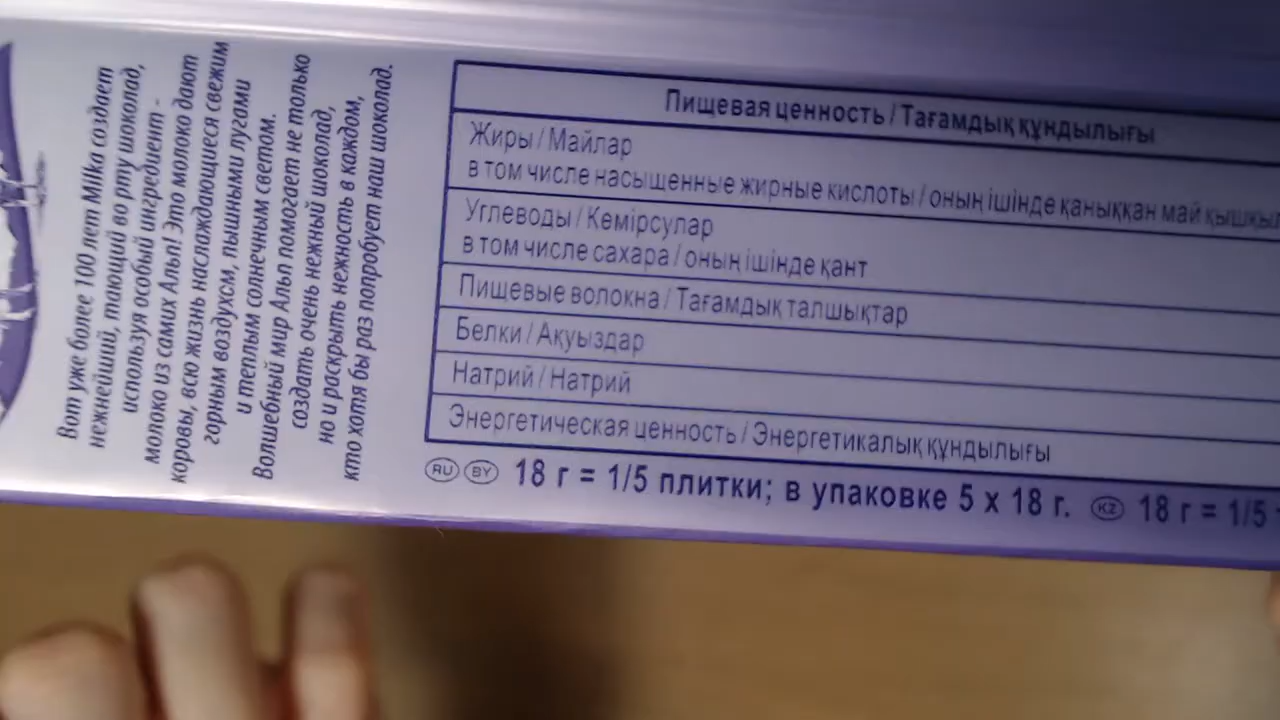 Вот уже более 100 лет Milka создает
нежнейший, тающий во рту шоколад,
используя особый ингредиент -
молоко из самих Альп! Это молоко дают
коровы, всю жизнь наслаждающиеся свежим
горным воздухом, пышными лугами
и теплым солнечным светом.
Волшебный мир Альп помогает не только
создать очень нежный шоколад,
но и раскрыть нежность в каждом,
кто хотя бы раз попробует наш шоколад.
Пищевая ценность / Тағамдық құндылығы
Жиры / Майлар
в том числе насыщенные жирные кислоты / оның ішінде қаныққан май
Углеводы / Кемірсулар
в том числе сахара / оның ішінде қант
Пищевые волокна / Тағамдық талшықтар
Белки / Ақуыздар
Натрий / Натрий
Энергетическая ценность / Энергетикалық құндылығы
RU BY 18 г = 1/5 плитки; в упаковке 5 x 18 г. KZ 18 г = 1/5